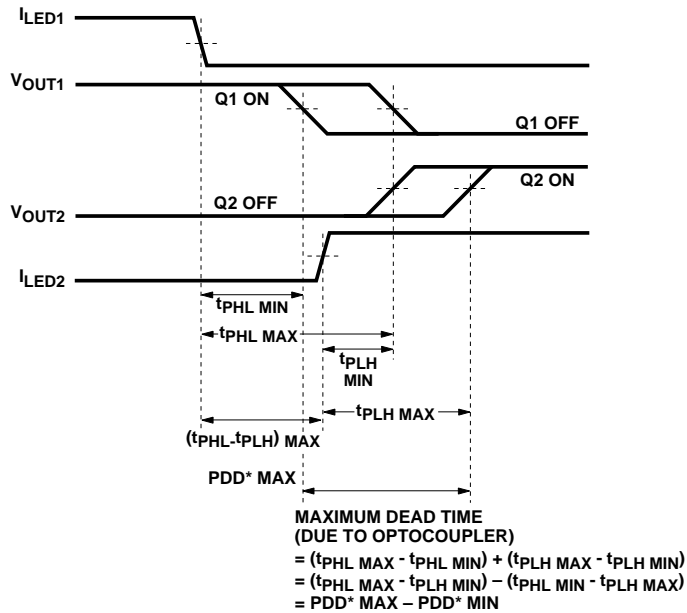 ILED1
VOUT1
Q1 ON
Q1 OFF
Q2 OFF
Q2 ON
VOUT2
ILED2
tPHL MIN
tPHL MAX
tPLH
MIN
tPLH MAX
(tPHL-tPLH) MAX
PDD* MAX
MAXIMUM DEAD TIME
(DUE TO OPTOCOUPLER)
= (tPHL MAX - tPHL MIN) + (tPLH MAX - tPLH MIN)
= (tPHL MAX - tPLH MIN) – (tPHL MIN - tPLH MAX)
= PDD* MAX – PDD* MIN